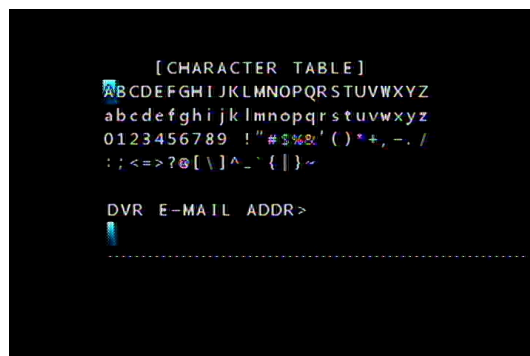 [CHARACTER TABLE]
ABCDEFGHIJKLMNOPQRSTUVWXYZ
abcdefghijklmnopqrstuvwxyz
0123456789 !"#$%&'()*+,-./
:;<=>?@[\]^_`{|}~
DVR E-MAIL ADDR>